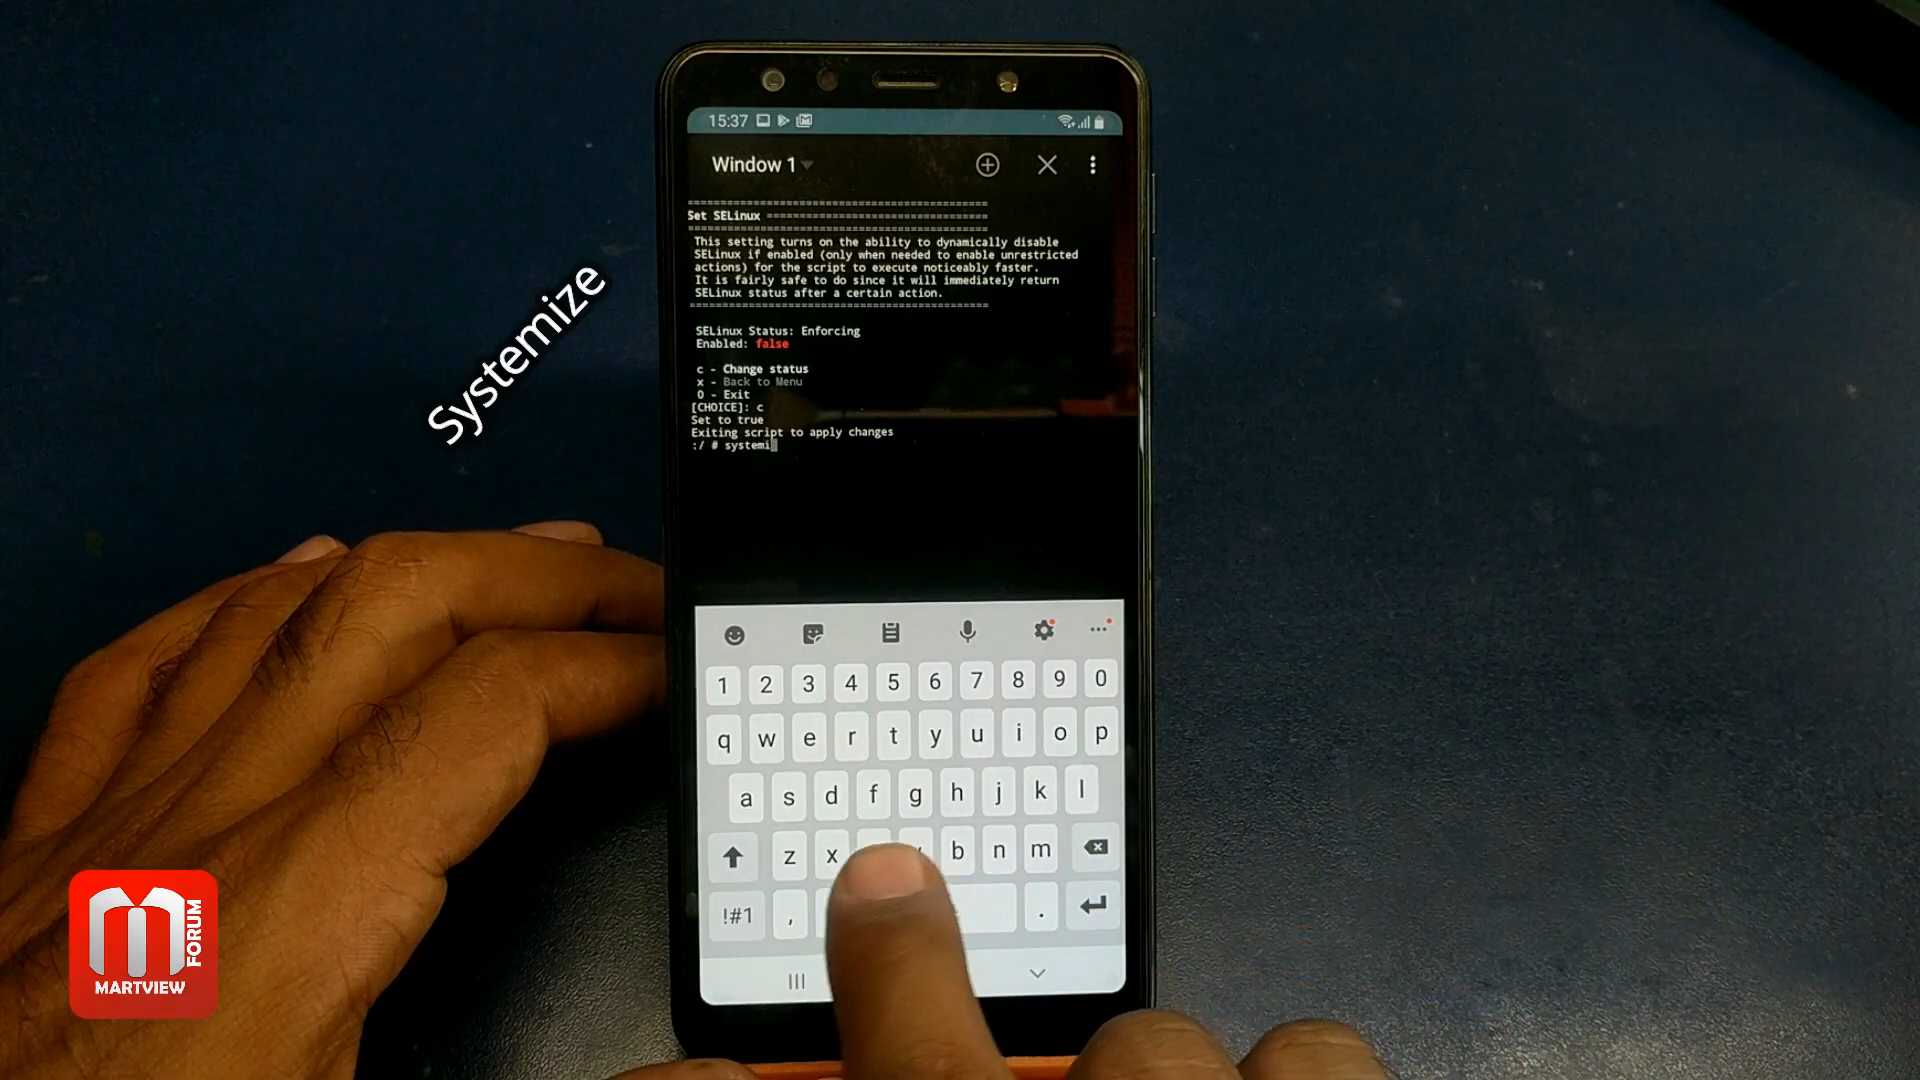 15:37
Window 1
Set SELinux
This setting turns on the ability to dynamically disable
SELinux if enabled (only when needed to enable unrestricted
actions) for the script to execute noticeably faster.
It is fairly safe to do since it will immediately return
SELinux status after a certain action.
SELinux Status: Enforcing
Enabled: false
c - Change status
x - Back to Menu
0 - Exit
[CHOICE]: c
Set to true
Exiting script to apply changes
:/ # systemi
Systemize
1 2 3 4 5 6 7 8 9 0
q w e r t y u i o p
a s d f g h j k l
z x b n m
!#1 , .
FORUM
MARTVIEW